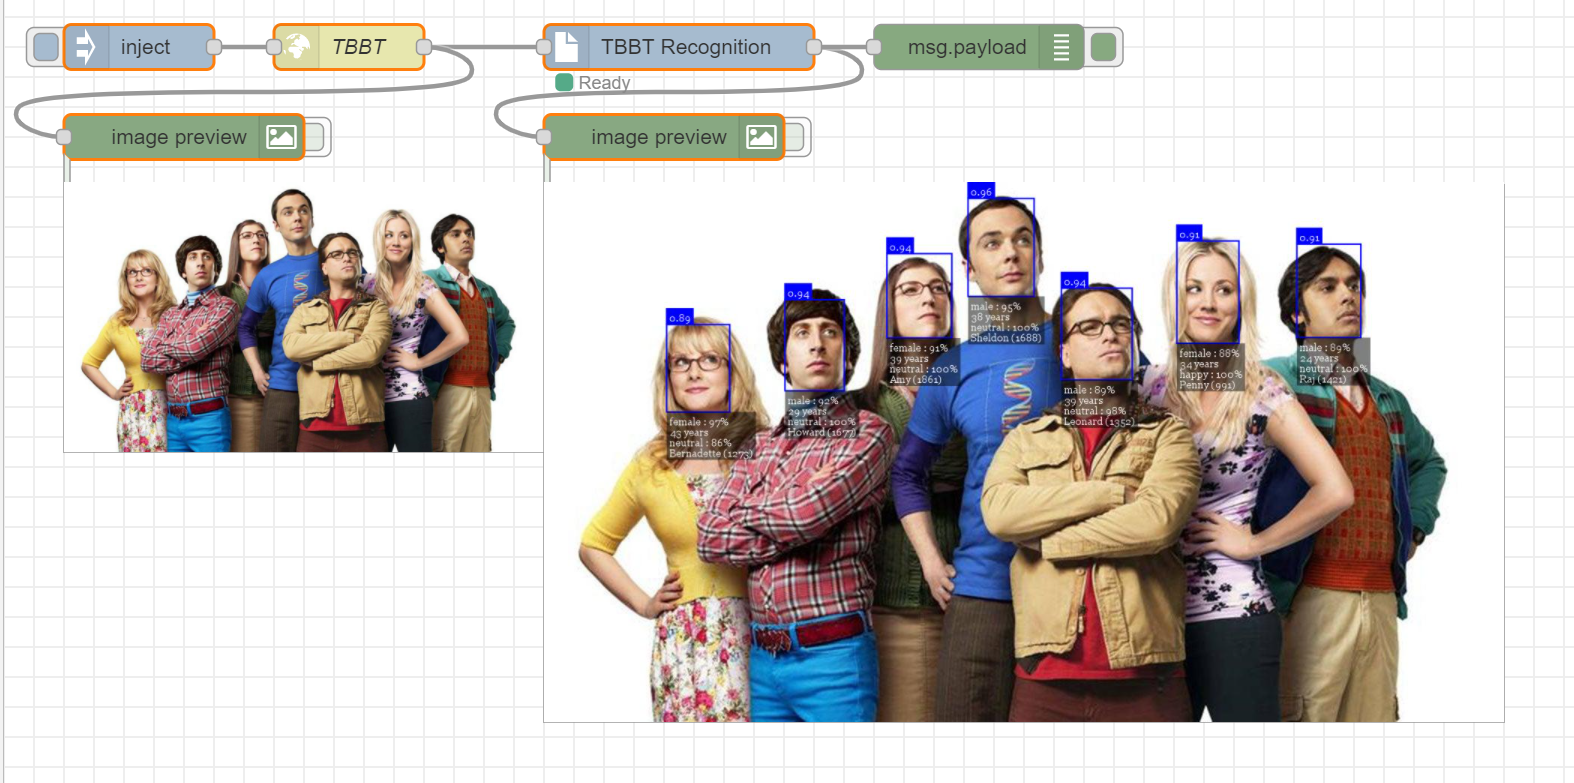 inject
TBBT
TBBT Recognition
msg.payload
Ready
image preview
image preview
0.89
female : 97%
43 years
neutral : 86%
Bernadette (1273)
0.94
male : 92%
29 years
neutral : 100%
Howard (1677)
0.94
female : 91%
39 years
neutral : 100%
Amy (1861)
0.96
male : 95%
38 years
neutral : 100%
Sheldon (1688)
0.94
male : 89%
39 years
neutral : 98%
Leonard (1352)
0.91
female : 88%
34 years
happy : 100%
Penny (991)
0.91
male : 89%
24 years
neutral : 100%
Raj (1421)